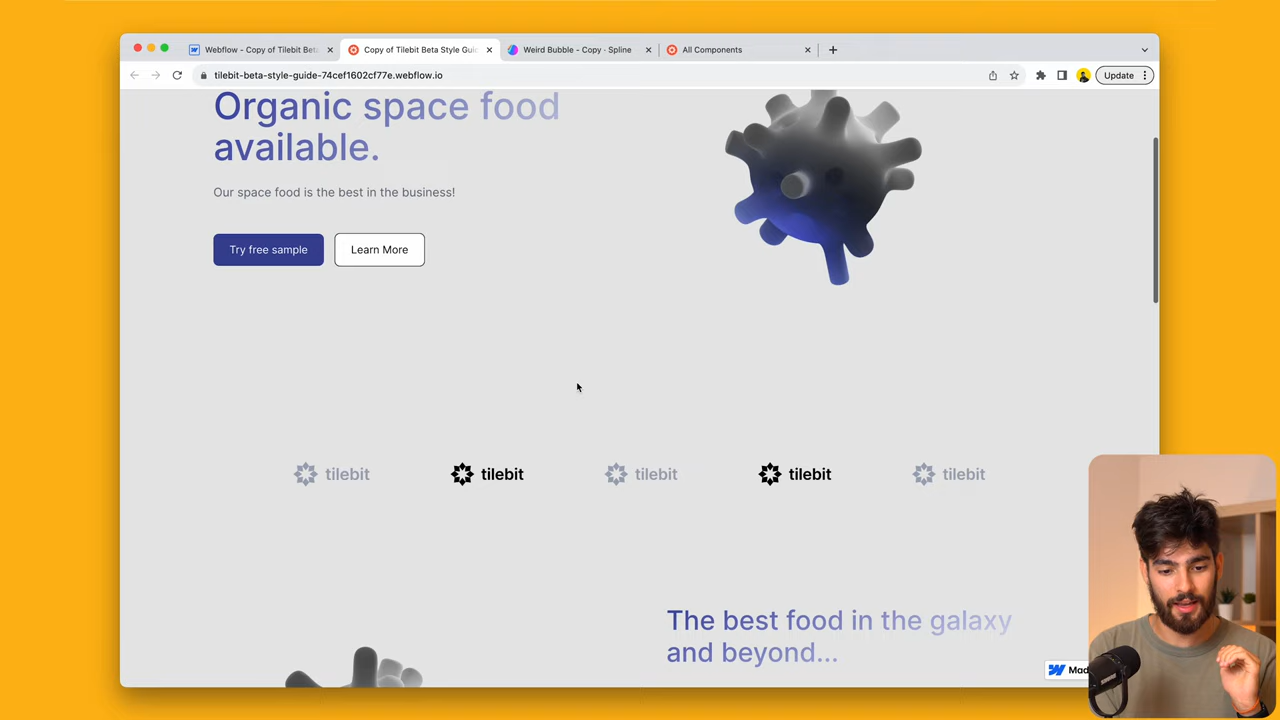 Webflow - Copy of Tilebit Beta
Copy of Tilebit Beta Style Gui
Weird Bubble - Copy · Spline
All Components
tilebit-beta-style-guide-74cef1602cf77e.webflow.io
Update
Organic space food
available.
Our space food is the best in the business!
Try free sample
Learn More
tilebit
tilebit
tilebit
tilebit
tilebit
The best food in the galaxy
and beyond...
Mad